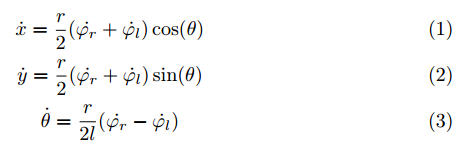 ẋ = r/2 (φ̇_r + φ̇_l) cos(θ) (1)
ẏ = r/2 (φ̇_r + φ̇_l) sin(θ) (2)
θ̇ = r/2l (φ̇_r − φ̇_l) (3)